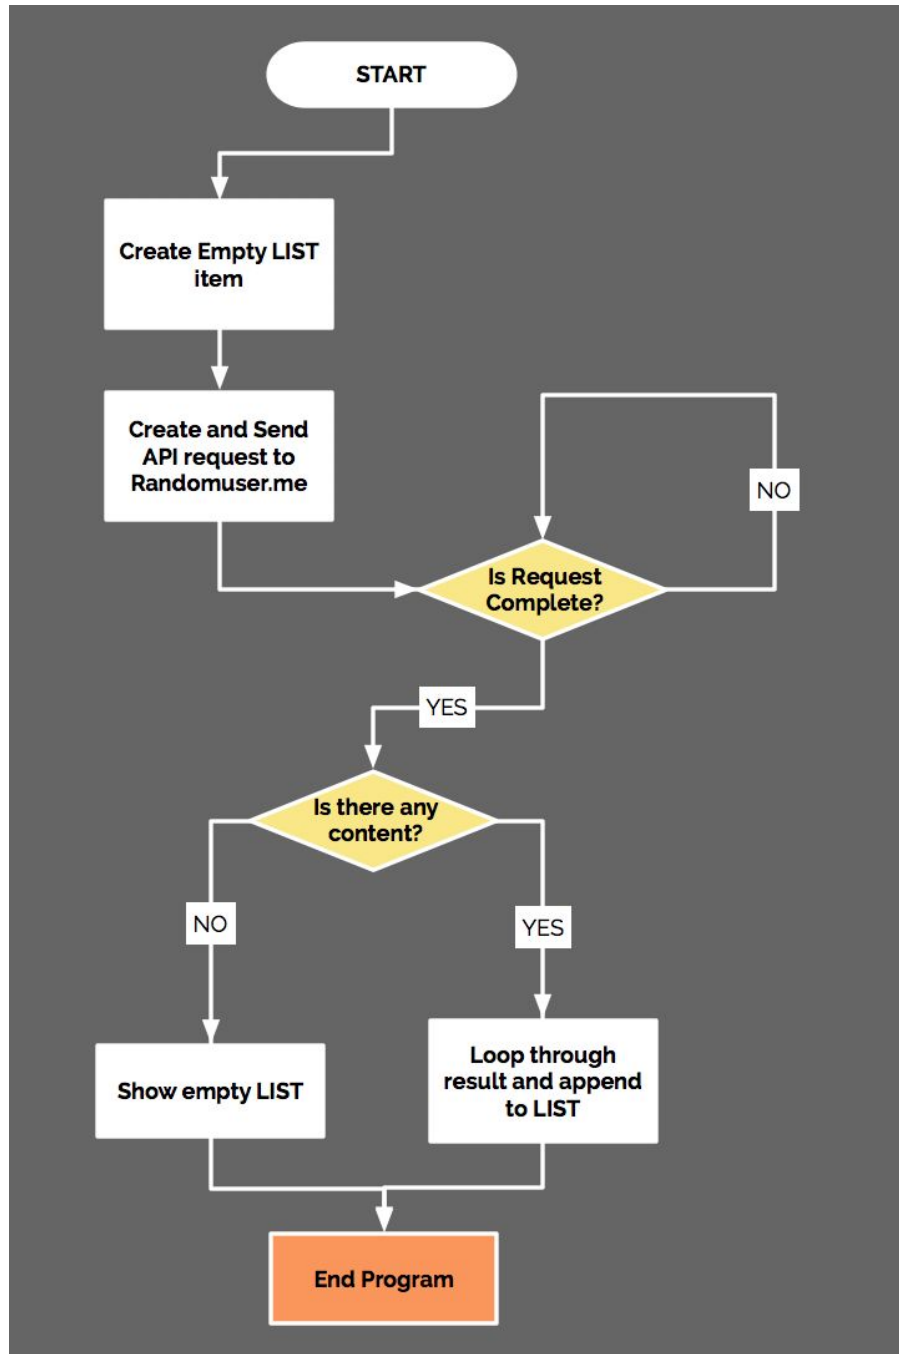 START
Create Empty LIST
item
Create and Send
API request to
Randomuser.me
NO
Is Request
Complete?
YES
Is there any
content?
NO
YES
Show empty LIST
Loop through
result and append
to LIST
End Program